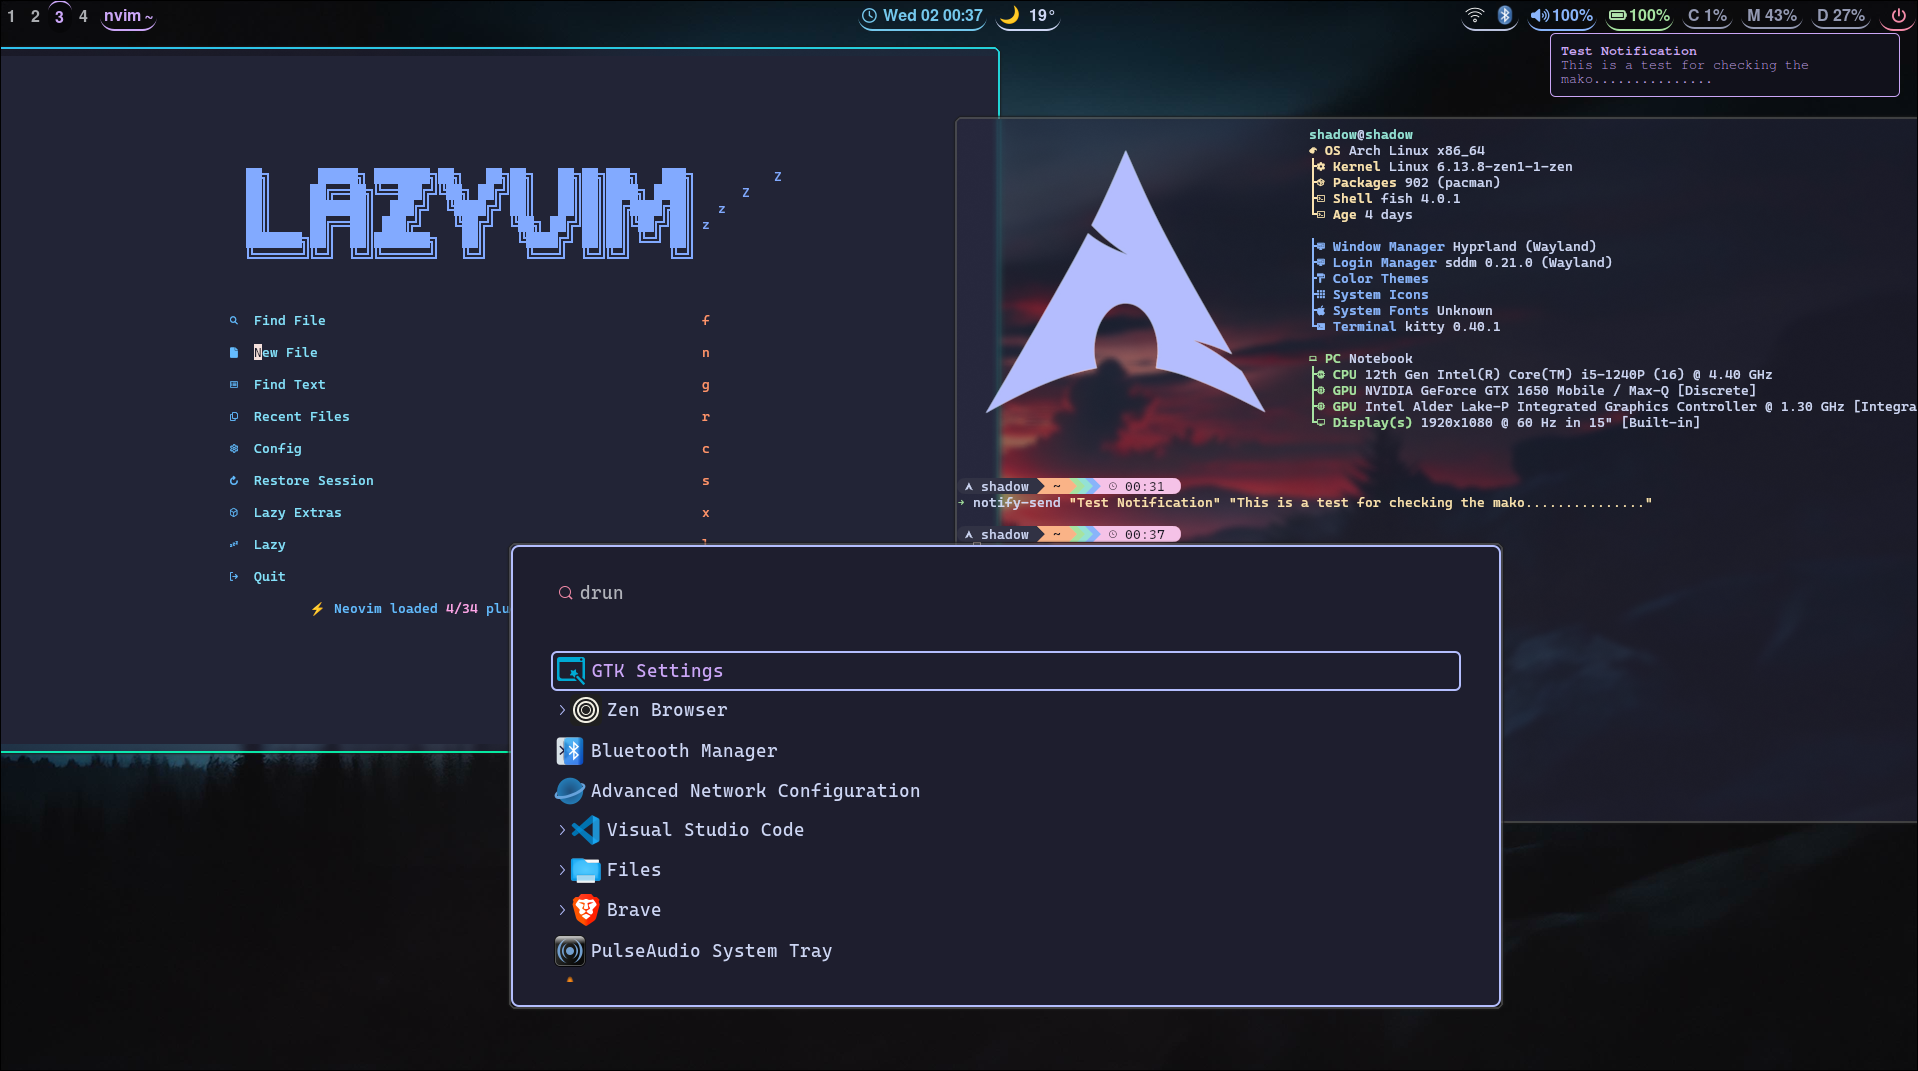 1 2 3 4 nvim ~
Wed 02 00:37 19°
100% 100% C 1% M 43% D 27%
Test Notification
This is a test for checking the
mako...............
LAZYVIM
z
z
z
z
Find File f
New File n
Find Text g
Recent Files r
Config c
Restore Session s
Lazy Extras x
Lazy
Quit
Neovim loaded 4/34 plu
shadow@shadow
OS Arch Linux x86_64
Kernel Linux 6.13.8-zen1-1-zen
Packages 902 (pacman)
Shell fish 4.0.1
Age 4 days
Window Manager Hyprland (Wayland)
Login Manager sddm 0.21.0 (Wayland)
Color Themes
System Icons
System Fonts Unknown
Terminal kitty 0.40.1
PC Notebook
CPU 12th Gen Intel(R) Core(TM) i5-1240P (16) @ 4.40 GHz
GPU NVIDIA GeForce GTX 1650 Mobile / Max-Q [Discrete]
GPU Intel Alder Lake-P Integrated Graphics Controller @ 1.30 GHz [Integra
Display(s) 1920x1080 @ 60 Hz in 15" [Built-in]
shadow ~ 00:31
notify-send "Test Notification" "This is a test for checking the mako..............."
shadow ~ 00:37
drun
GTK Settings
Zen Browser
Bluetooth Manager
Advanced Network Configuration
Visual Studio Code
Files
Brave
PulseAudio System Tray